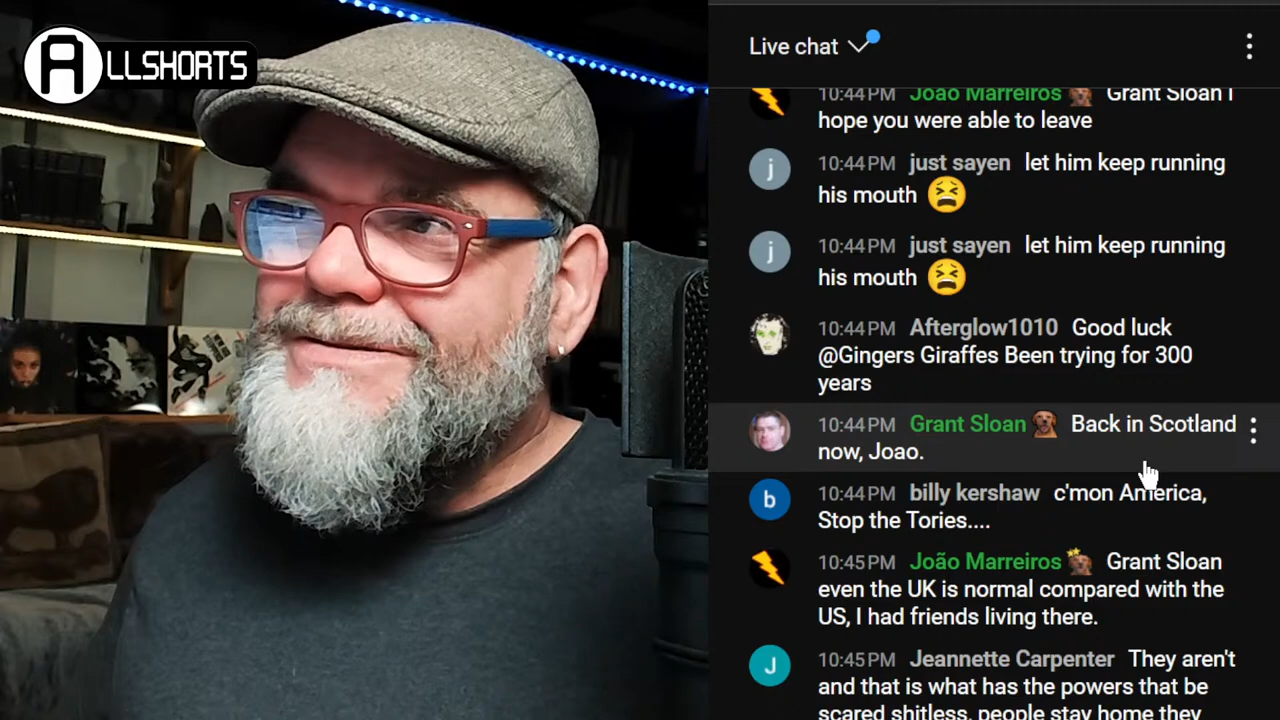 ALLSHORTS
Live chat
10:44 PM João Marreiros Grant Sloan I
hope you were able to leave
10:44 PM just sayen let him keep running
his mouth
10:44 PM just sayen let him keep running
his mouth
10:44 PM Afterglow1010 Good luck
@Gingers Giraffes Been trying for 300
years
10:44 PM Grant Sloan Back in Scotland
now, Joao.
10:44 PM billy kershaw c'mon America,
Stop the Tories....
10:45 PM João Marreiros Grant Sloan
even the UK is normal compared with the
US, I had friends living there.
10:45 PM Jeannette Carpenter They aren't
and that is what has the powers that be
scared shitless, people stay home they